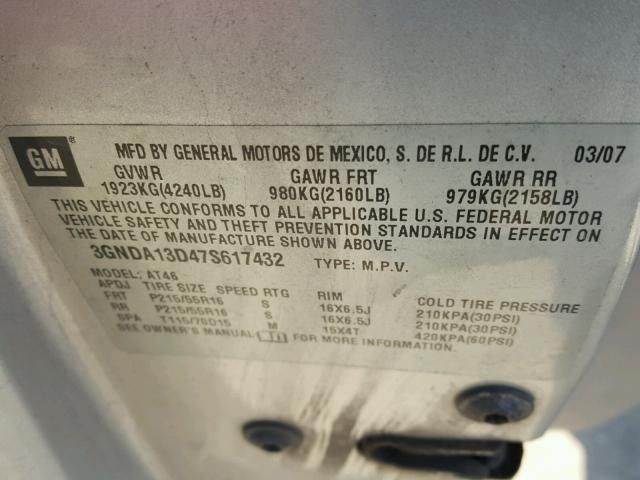 GM ® MFD BY GENERAL MOTORS DE MEXICO, S. DE R.L. DE C.V. 03/07
GVWR GAWR FRT GAWR RR
1923KG(4240LB) 980KG(2160LB) 979KG(2158LB)
THIS VEHICLE CONFORMS TO ALL APPLICABLE U.S. FEDERAL MOTOR
VEHICLE SAFETY AND THEFT PREVENTION STANDARDS IN EFFECT ON
THE DATE OF MANUFACTURE SHOWN ABOVE.
3GNDA13D47S617432 TYPE: M.P.V.
MODEL: AT46
APDJ TIRE SIZE SPEED RTG RIM COLD TIRE PRESSURE
FRT P215/55R16 S 16X6.5J 210KPA(30PSI)
RR P215/55R16 S 16X6.5J 210KPA(30PSI)
SPA T115/70D15 M 15X4T 420KPA(60PSI)
SEE OWNER'S MANUAL FOR MORE INFORMATION.